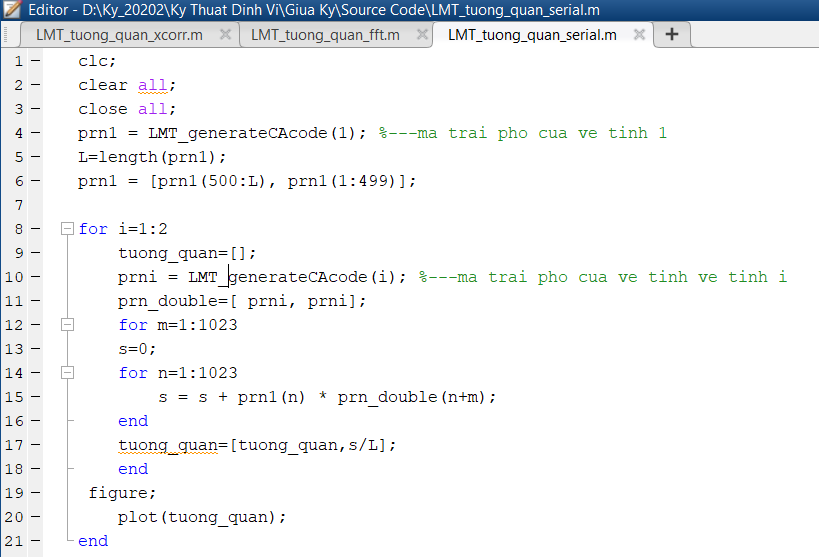 Editor - D:\Ky_20202\Ky Thuat Dinh Vi\Giua Ky\Source Code\LMT_tuong_quan_serial.m
LMT_tuong_quan_xcorr.m LMT_tuong_quan_fft.m LMT_tuong_quan_serial.m
1 clc;
2 clear all;
3 close all;
4 prn1 = LMT_generateCAcode(1); %---ma trai pho cua ve tinh 1
5 L=length(prn1);
6 prn1 = [prn1(500:L), prn1(1:499)];
7
8 for i=1:2
9 tuong_quan=[];
10 prni = LMT_generateCAcode(i); %---ma trai pho cua ve tinh ve tinh i
11 prn_double=[ prni, prni];
12 for m=1:1023
13 s=0;
14 for n=1:1023
15 s = s + prn1(n) * prn_double(n+m);
16 end
17 tuong_quan=[tuong_quan,s/L];
18 end
19 figure;
20 plot(tuong_quan);
21 end